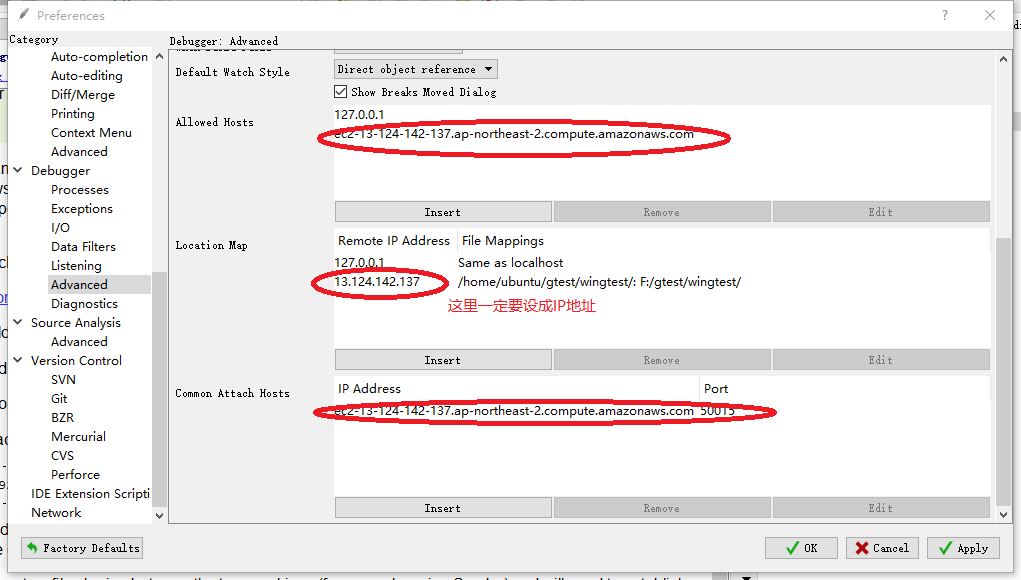 Preferences
Category
Debugger: Advanced
Auto-completion
Auto-editing
Diff/Merge
Printing
Context Menu
Advanced
Debugger
Processes
Exceptions
I/O
Data Filters
Listening
Advanced
Diagnostics
Source Analysis
Advanced
Version Control
SVN
Git
BZR
Mercurial
CVS
Perforce
IDE Extension Scripti
Network
Default Watch Style
Direct object reference
Show Breaks Moved Dialog
Allowed Hosts
127.0.0.1
ec2-13-124-142-137.ap-northeast-2.compute.amazonaws.com
Insert Remove Edit
Location Map
Remote IP Address File Mappings
127.0.0.1 Same as localhost
13.124.142.137 /home/ubuntu/gtest/wingtest/: F:/gtest/wingtest/
这里一定要设成IP地址
Insert Remove Edit
Common Attach Hosts
IP Address Port
ec2-13-124-142-137.ap-northeast-2.compute.amazonaws.com 50015
Insert Remove Edit
Factory Defaults OK Cancel Apply